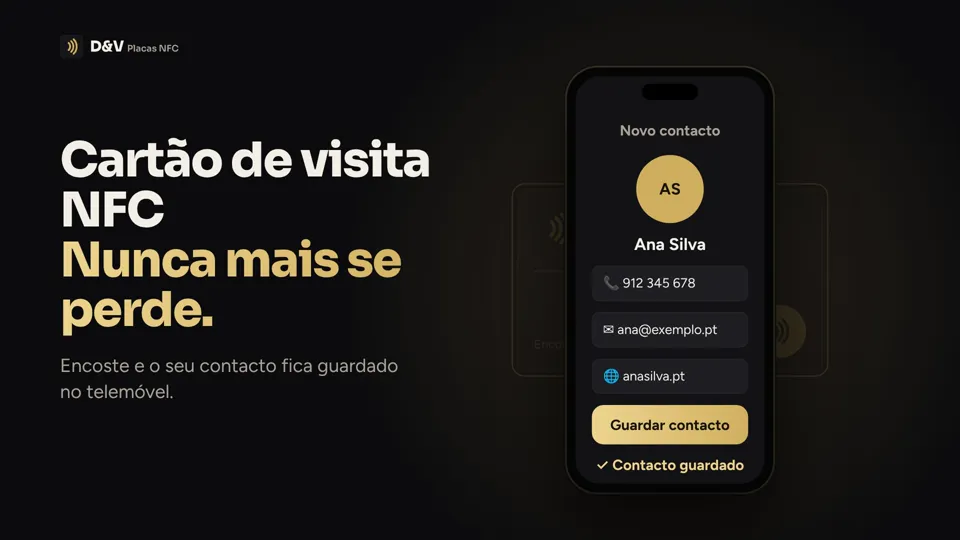 D&V Placas NFC
Cartão de visita
NFC
Nunca mais se
perde.
Encoste e o seu contacto fica guardado
no telemóvel.
Novo contacto
AS
Ana Silva
📞 912 345 678
✉ ana@exemplo.pt
🌐 anasilva.pt
Guardar contacto
✓ Contacto guardado